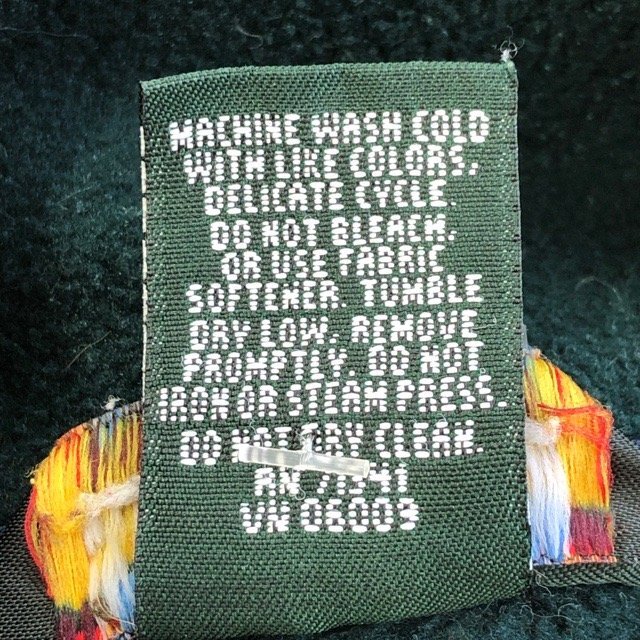 MACHINE WASH COLD
WITH LIKE COLORS,
DELICATE CYCLE.
DO NOT BLEACH,
OR USE FABRIC
SOFTENER. TUMBLE
DRY LOW. REMOVE
PROMPTLY. DO NOT
IRON OR STEAM PRESS.
DO NOT DRY CLEAN
RN
VN 06003